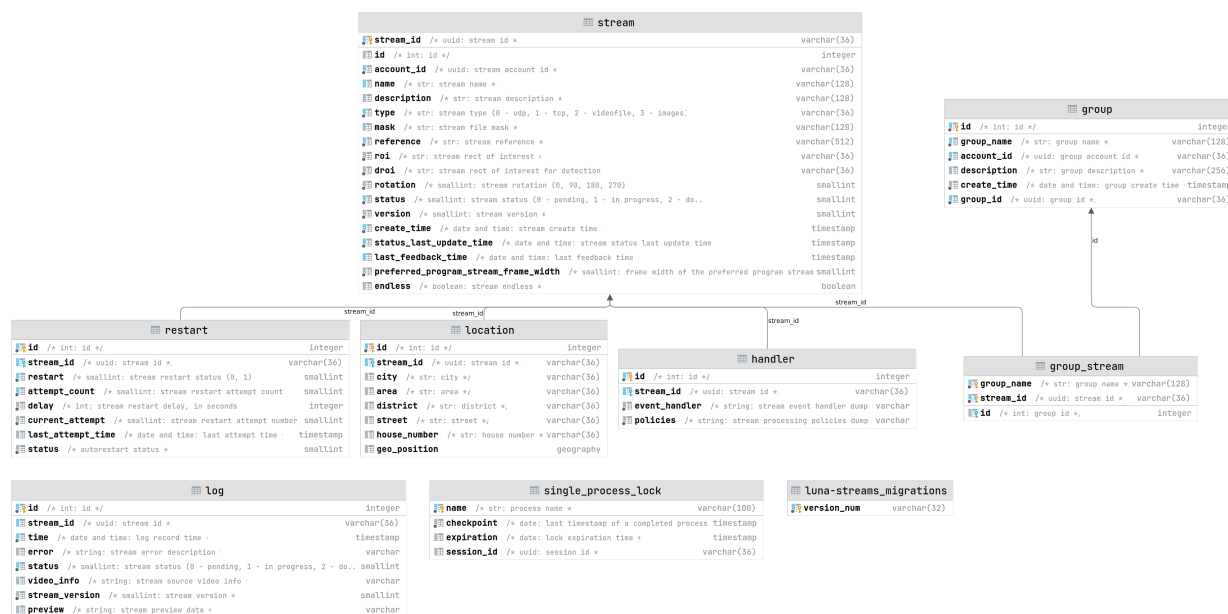 stream
stream_id /* uuid: stream id * varchar(36)
id /* int: id */ integer
account_id /* uuid: stream account id * varchar(36)
name /* str: stream name * varchar(128)
description /* str: stream description * varchar(128)
type /* str: stream type (0 - udp, 1 - tcp, 2 - videofile, 3 - images) varchar(36)
mask /* str: stream file mask * varchar(128)
reference /* str: stream reference * varchar(512)
roi /* str: stream rect of interest varchar(36)
droi /* str: stream rect of interest for detection varchar(36)
rotation /* smallint: stream rotation (0, 90, 180, 270) smallint
status /* smallint: stream status (0 - pending, 1 - in progress, 2 - do.. smallint
version /* smallint: stream version * smallint
create_time /* date and time: stream create time timestamp
status_last_update_time /* date and time: stream status last update time timestamp
last_feedback_time /* date and time: last feedback time timestamp
preferred_program_stream_frame_width /* smallint: frame width of the preferred program stream smallint
endless /* boolean: stream endless * boolean
group
id /* int: id */ integer
group_name /* str: group name * varchar(128)
account_id /* uuid: group account id * varchar(36)
description /* str: group description * varchar(256)
create_time /* date and time: group create time timestamp
group_id /* uuid: group id * varchar(36)
id
stream_id
stream_id
stream_id
stream_id
restart
id /* int: id */ integer
stream_id /* uuid: stream id * varchar(36)
restart /* smallint: stream restart status (0, 1) smallint
attempt_count /* smallint: stream restart attempt count smallint
delay /* int: stream restart delay, in seconds integer
current_attempt /* smallint: stream restart attempt number smallint
last_attempt_time /* date and time: last attempt time timestamp
status /* autorestart status * smallint
location
id /* int: id */ integer
stream_id /* uuid: stream id * varchar(36)
city /* str: city */ varchar(36)
area /* str: area */ varchar(36)
district /* str: district * varchar(36)
street /* str: street */ varchar(36)
house_number /* str: house number * varchar(36)
geo_position geography
handler
id /* int: id */ integer
stream_id /* uuid: stream id * varchar(36)
event_handler /* string: stream event handler dump varchar
policies /* string: stream processing policies dump varchar
group_stream
group_name /* str: group name * varchar(128)
stream_id /* uuid: stream id * varchar(36)
id /* int: group id * integer
log
id /* int: id */ integer
stream_id /* uuid: stream id * varchar(36)
time /* date and time: log record time timestamp
error /* string: stream error description varchar
status /* smallint: stream status (0 - pending, 1 - in progress, 2 - do.. smallint
video_info /* string: stream source video info varchar
stream_version /* smallint: stream version * smallint
preview /* string: stream preview data varchar
single_process_lock
name /* str: process name * varchar(100)
checkpoint /* date: last timestamp of a completed process timestamp
expiration /* date: lock expiration time * timestamp
session_id /* uuid: session id * varchar(36)
luna-streams_migrations
version_num varchar(32)